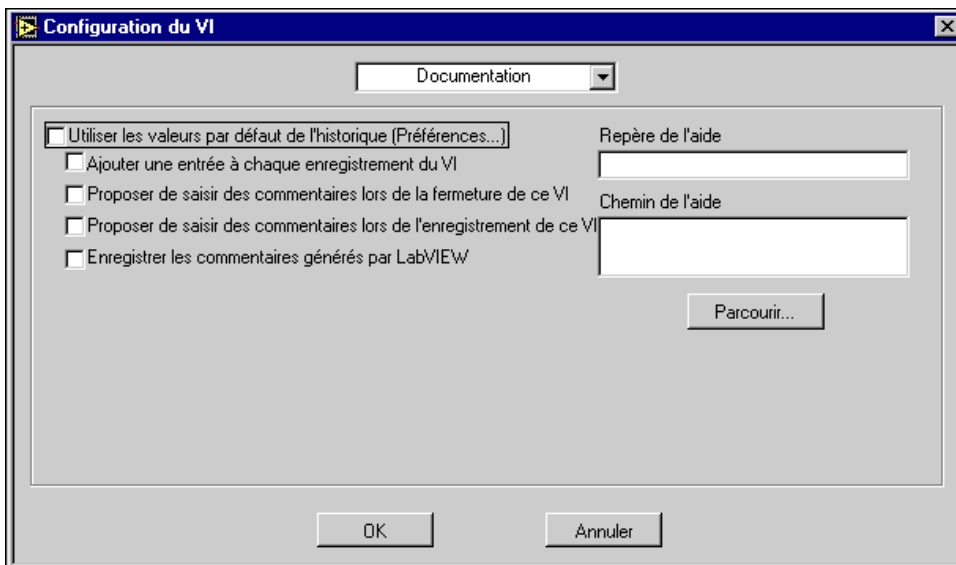 Configuration du VI
Documentation
Utiliser les valeurs par défaut de l'historique (Préférences...)
Ajouter une entrée à chaque enregistrement du VI
Proposer de saisir des commentaires lors de la fermeture de ce VI
Proposer de saisir des commentaires lors de l'enregistrement de ce VI
Enregistrer les commentaires générés par LabVIEW
Repère de l'aide
Chemin de l'aide
Parcourir...
OK
Annuler